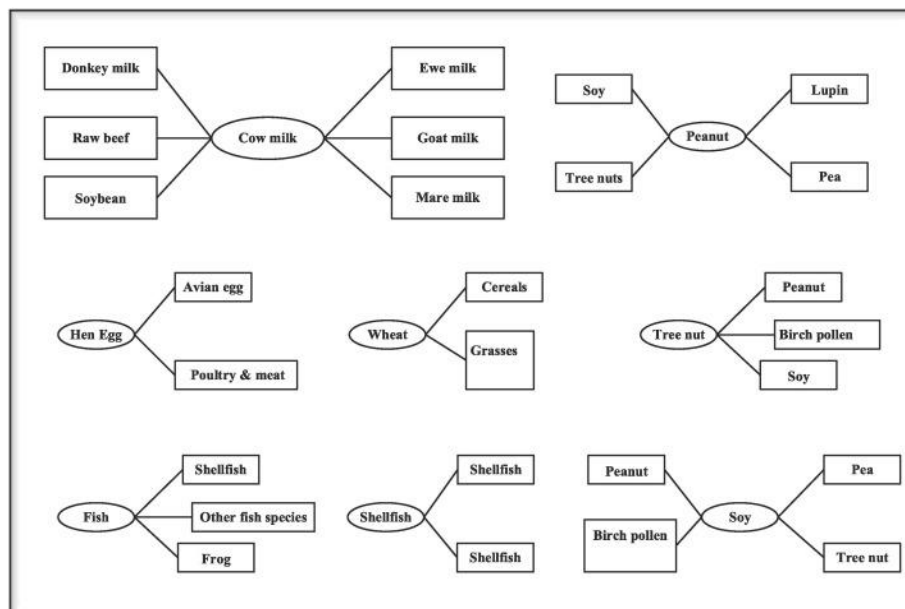 Donkey milk
Raw beef
Soybean
Cow milk
Ewe milk
Goat milk
Mare milk
Soy
Tree nuts
Peanut
Lupin
Pea
Hen Egg
Avian egg
Poultry & meat
Wheat
Cereals
Grasses
Tree nut
Peanut
Birch pollen
Soy
Fish
Shellfish
Other fish species
Frog
Shellfish
Shellfish
Shellfish
Peanut
Birch pollen
Soy
Pea
Tree nut